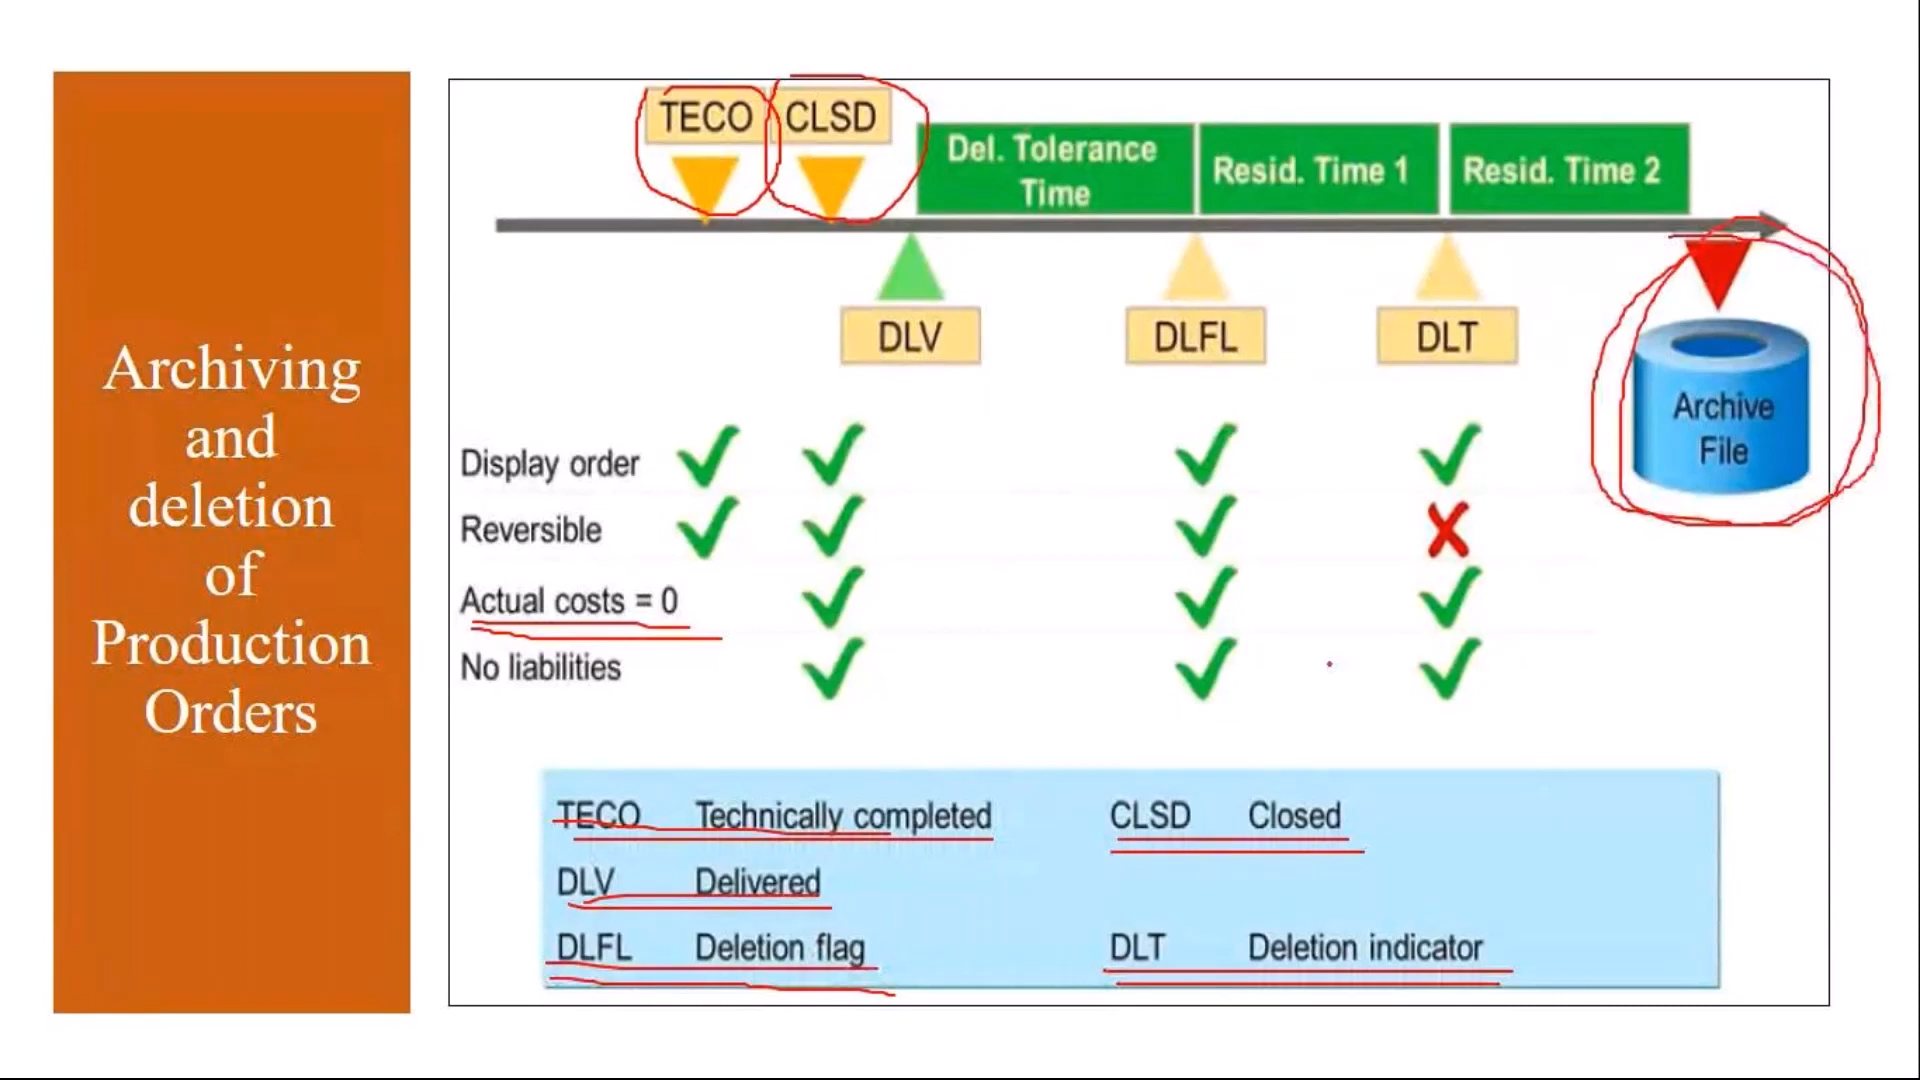 Archiving
and
deletion
of
Production
Orders
TECO CLSD
Del. Tolerance
Time
Resid. Time 1
Resid. Time 2
DLV
DLFL
DLT
Archive
File
Display order
Reversible
Actual costs = 0
No liabilities
TECO Technically completed CLSD Closed
DLV Delivered
DLFL Deletion flag DLT Deletion indicator